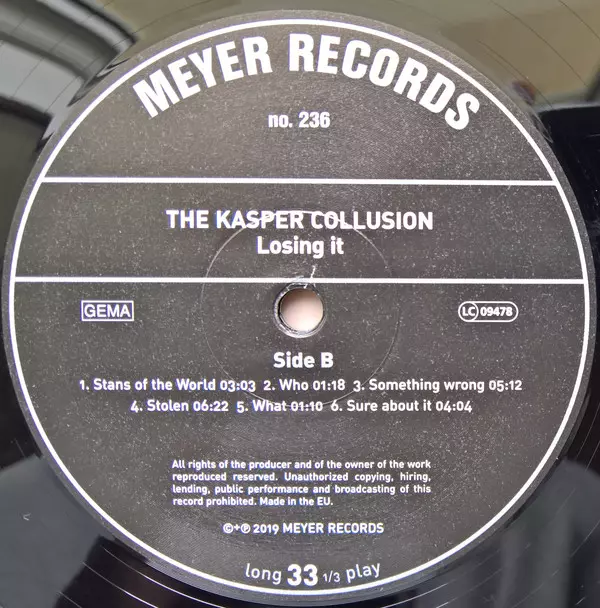 MEYER RECORDS
no. 236
THE KASPER COLLUSION
Losing it
GEMA
LC 09478
Side B
1. Stans of the World 03:03 2. Who 01:18 3. Something wrong 05:12
4. Stolen 06:22 5. What 01:10 6. Sure about it 04:04
All rights of the producer and of the owner of the work
reproduced reserved. Unauthorized copying, hiring,
lending, public performance and broadcasting of this
record prohibited. Made in the EU.
©+℗ 2019 MEYER RECORDS
long 33 1/3 play